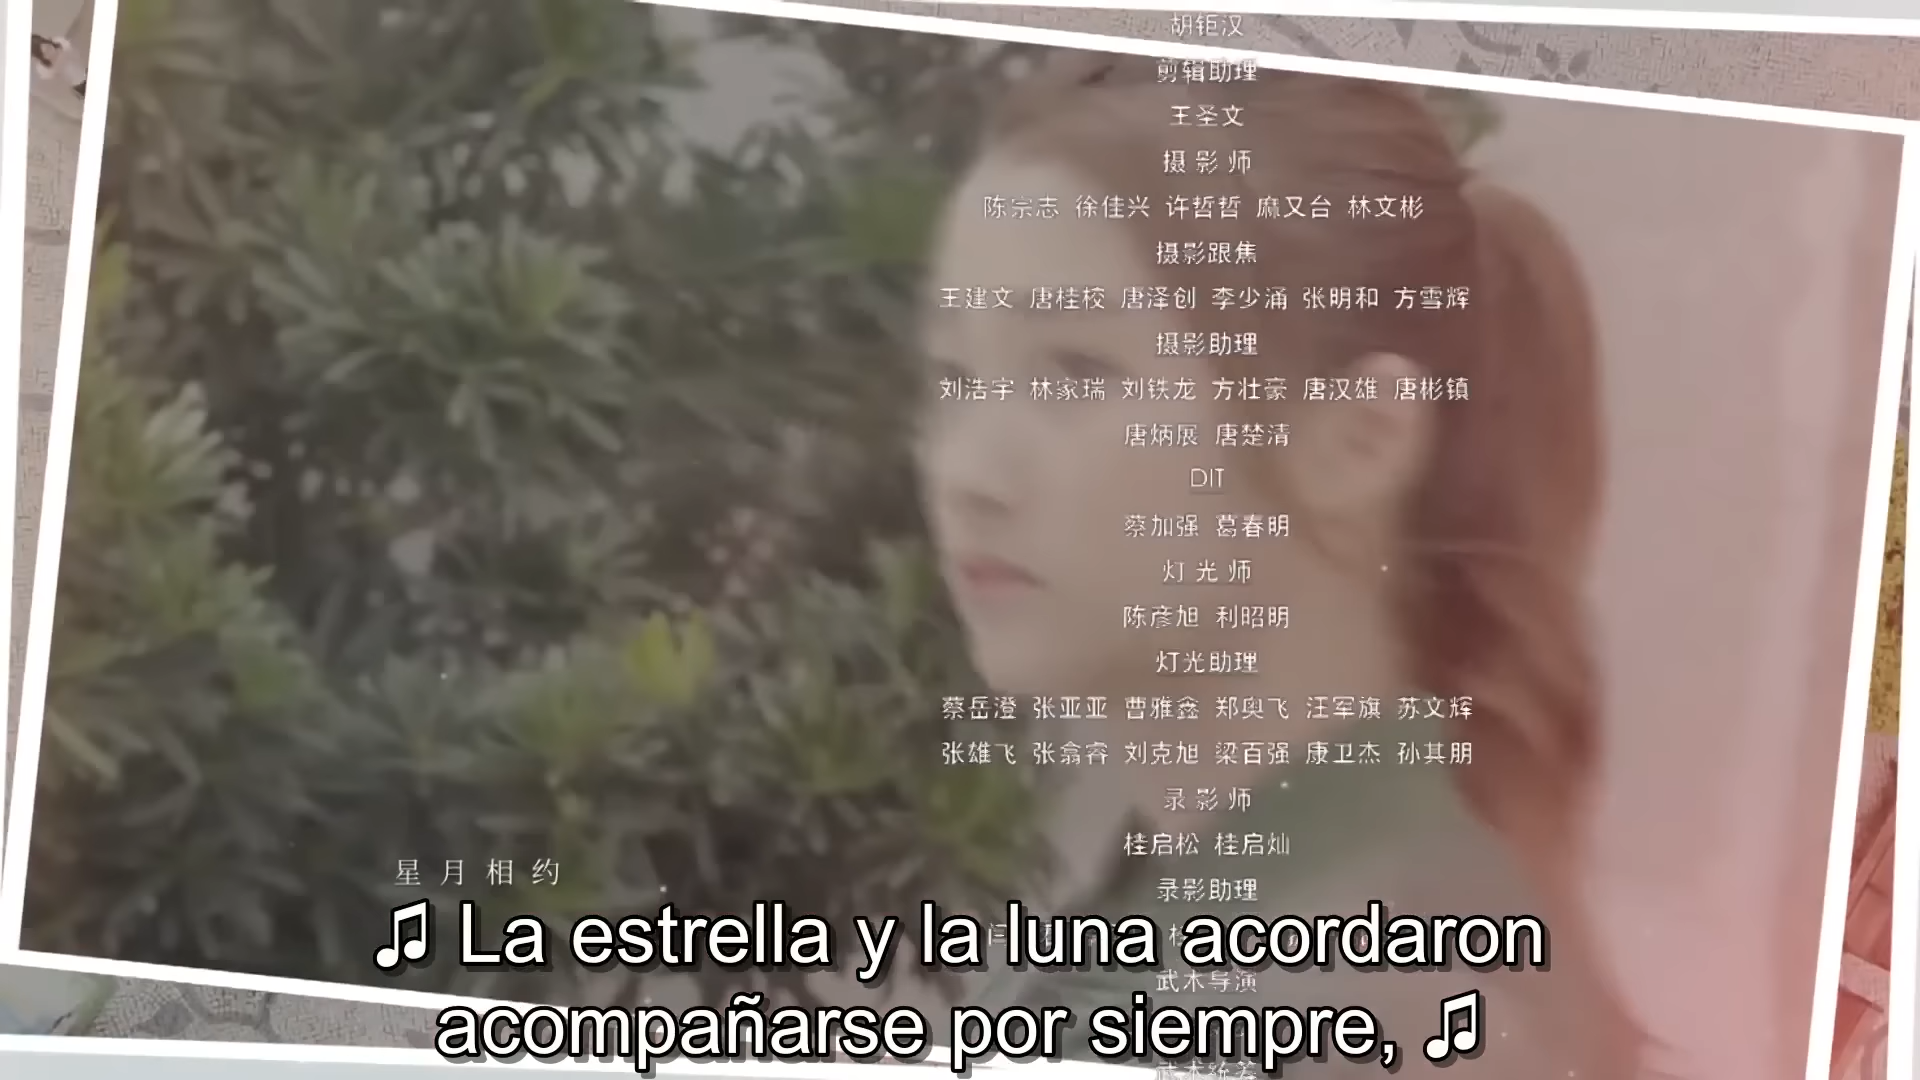 胡钜汉
剪辑助理
王圣文
摄影师
陈宗志 徐佳兴 许哲哲 麻又台 林文彬
摄影跟焦
王建文 唐桂校 唐泽创 李少涌 张明和 方雪辉
摄影助理
刘浩宇 林家瑞 刘铁龙 方壮豪 唐汉雄 唐彬镇
唐炳展 唐楚清
DIT
蔡加强 葛春明
灯光师
陈彦旭 利昭明
灯光助理
蔡岳澄 张亚亚 曹雅鑫 郑奥飞 汪军旗 苏文辉
张雄飞 张翕睿 刘克旭 梁百强 康卫杰 孙其朋
录影师
桂启松 桂启灿
录影助理
武术导演
武术统筹
星月相约
♫ La estrella y la luna acordaron
acompañarse por siempre, ♫